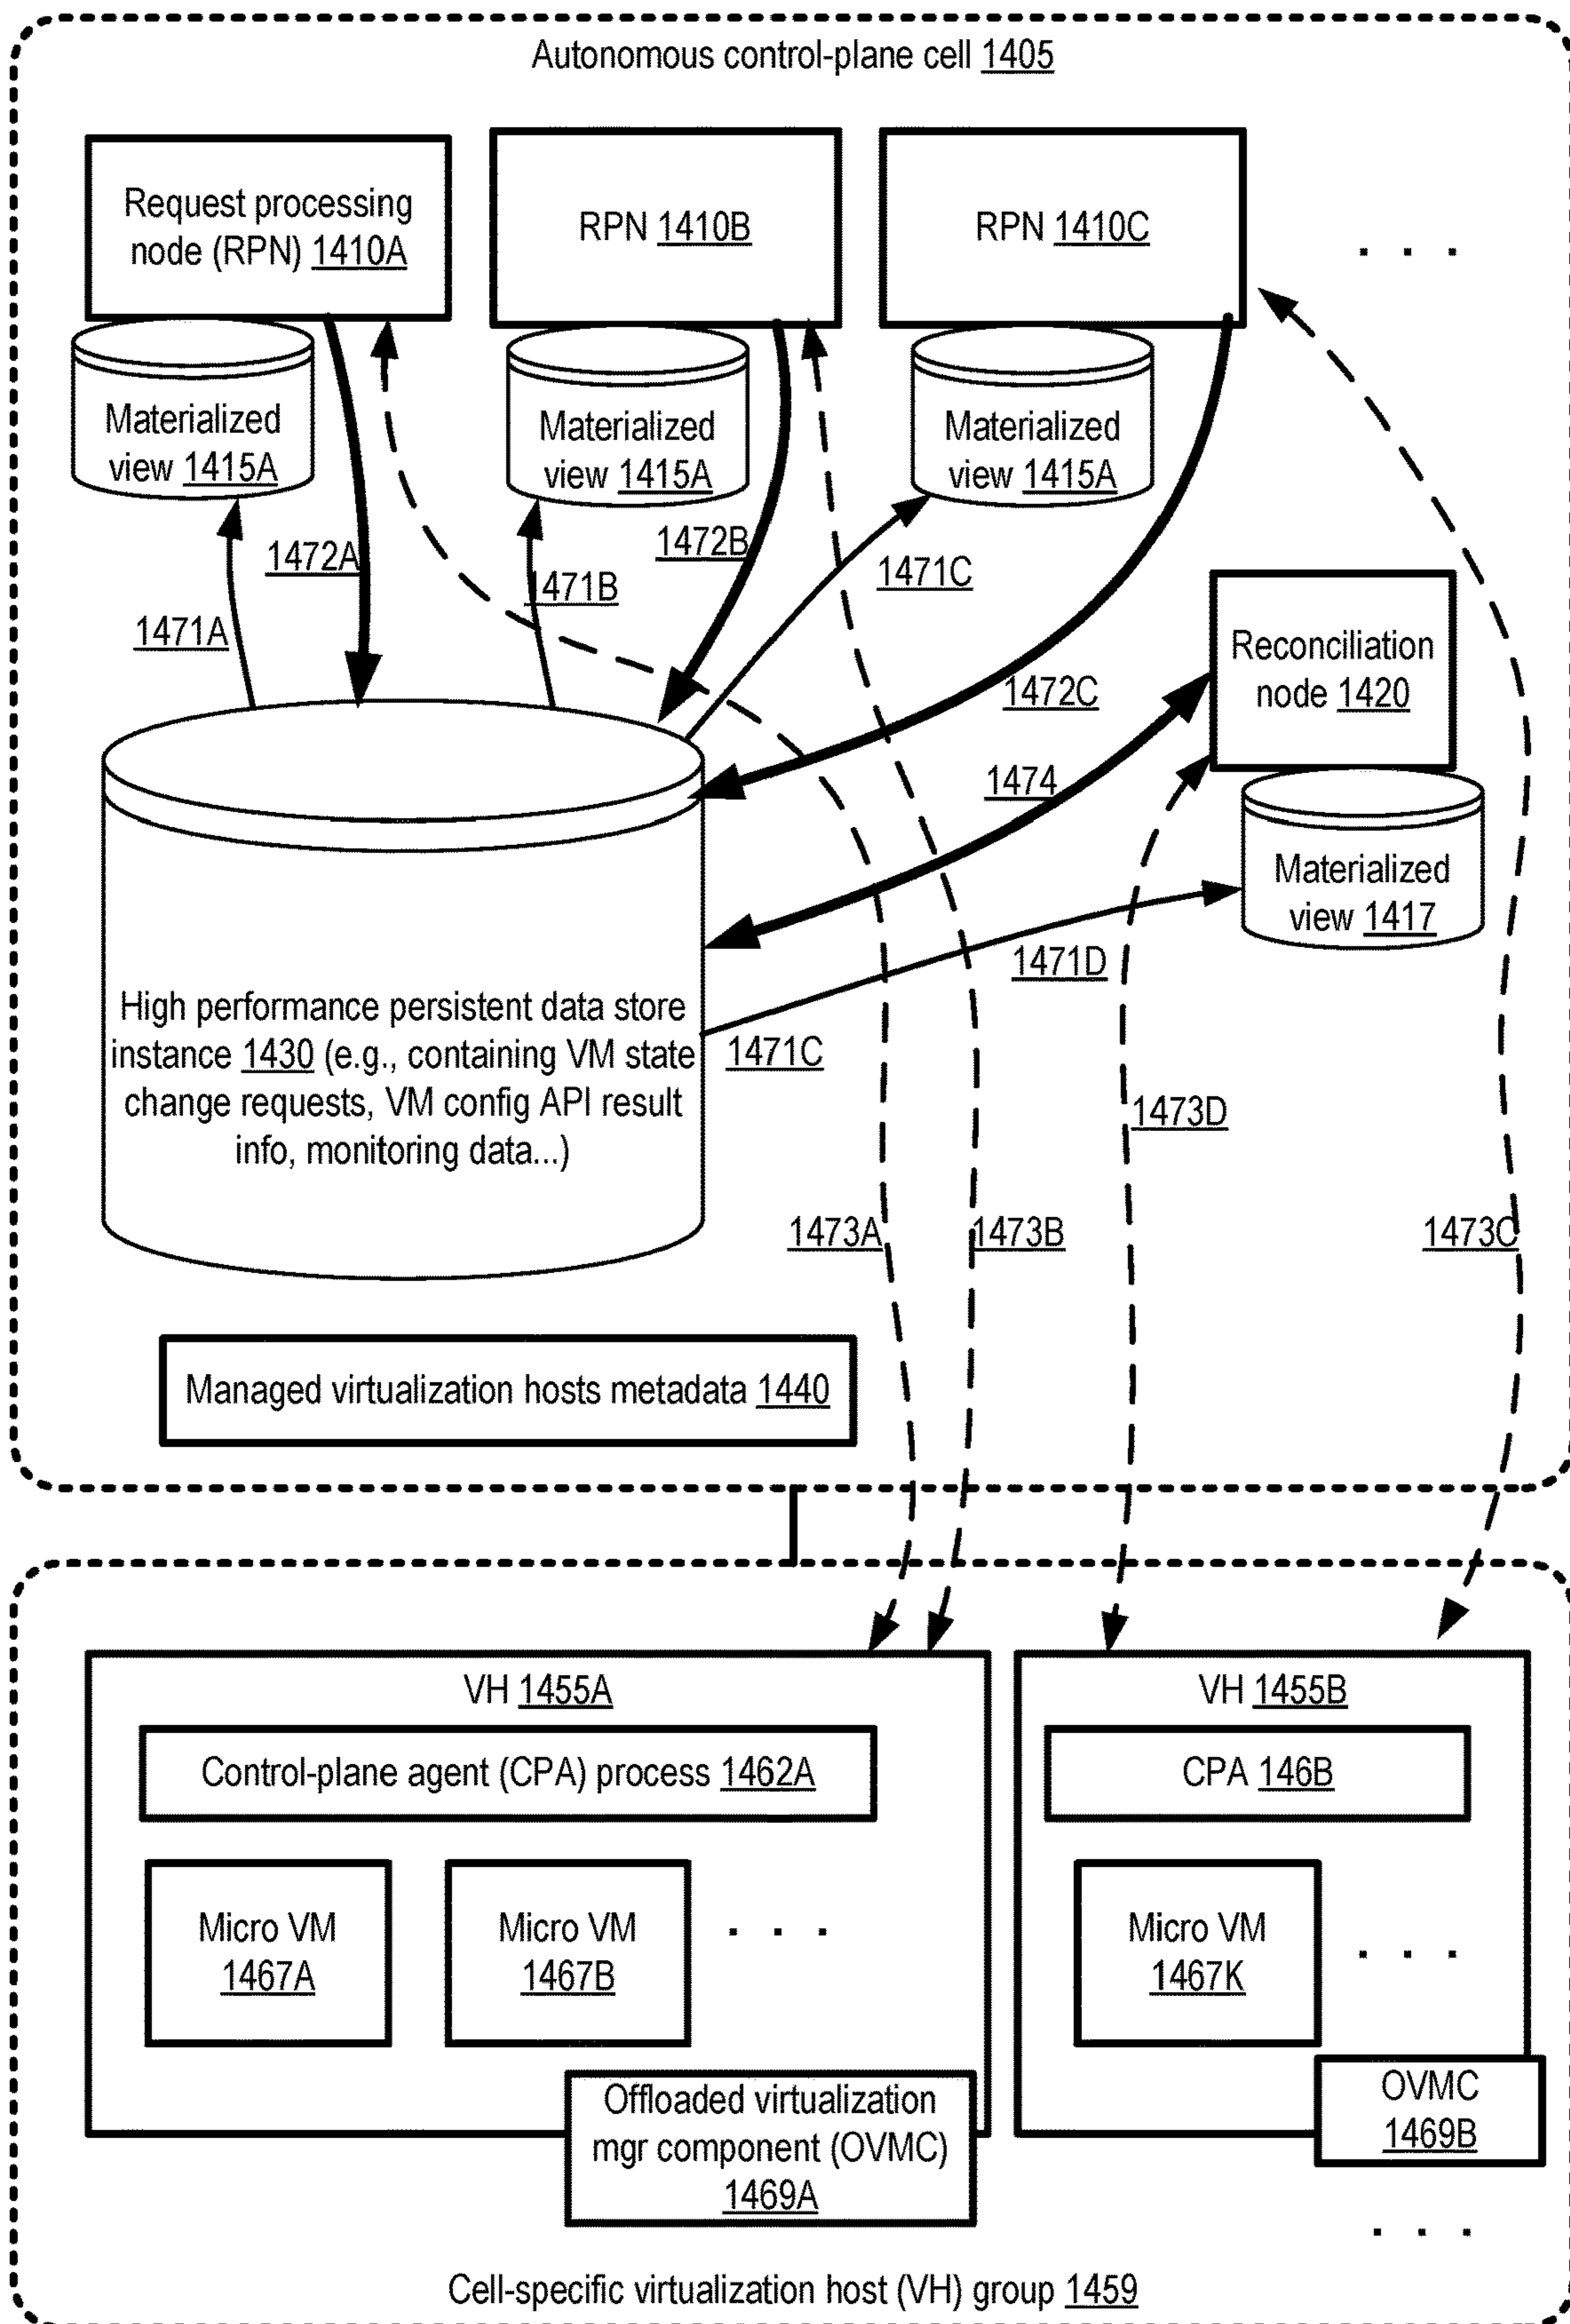 Autonomous control-plane cell 1405
Request processing
node (RPN) 1410A
RPN 1410B
RPN 1410C
. . .
Materialized
view 1415A
Materialized
view 1415A
Materialized
view 1415A
1472A
1472B
1471C
1471B
1471A
Reconciliation
node 1420
1472C
1474
Materialized
view 1417
1471D
High performance persistent data store
instance 1430 (e.g., containing VM state
change requests, VM config API result
info, monitoring data...)
1471C
1473D
1473A
1473B
1473C
Managed virtualization hosts metadata 1440
VH 1455A
Control-plane agent (CPA) process 1462A
Micro VM
1467A
Micro VM
1467B
. . .
Offloaded virtualization
mgr component (OVMC)
1469A
VH 1455B
CPA 146B
Micro VM
1467K
. . .
OVMC
1469B
. . .
Cell-specific virtualization host (VH) group 1459